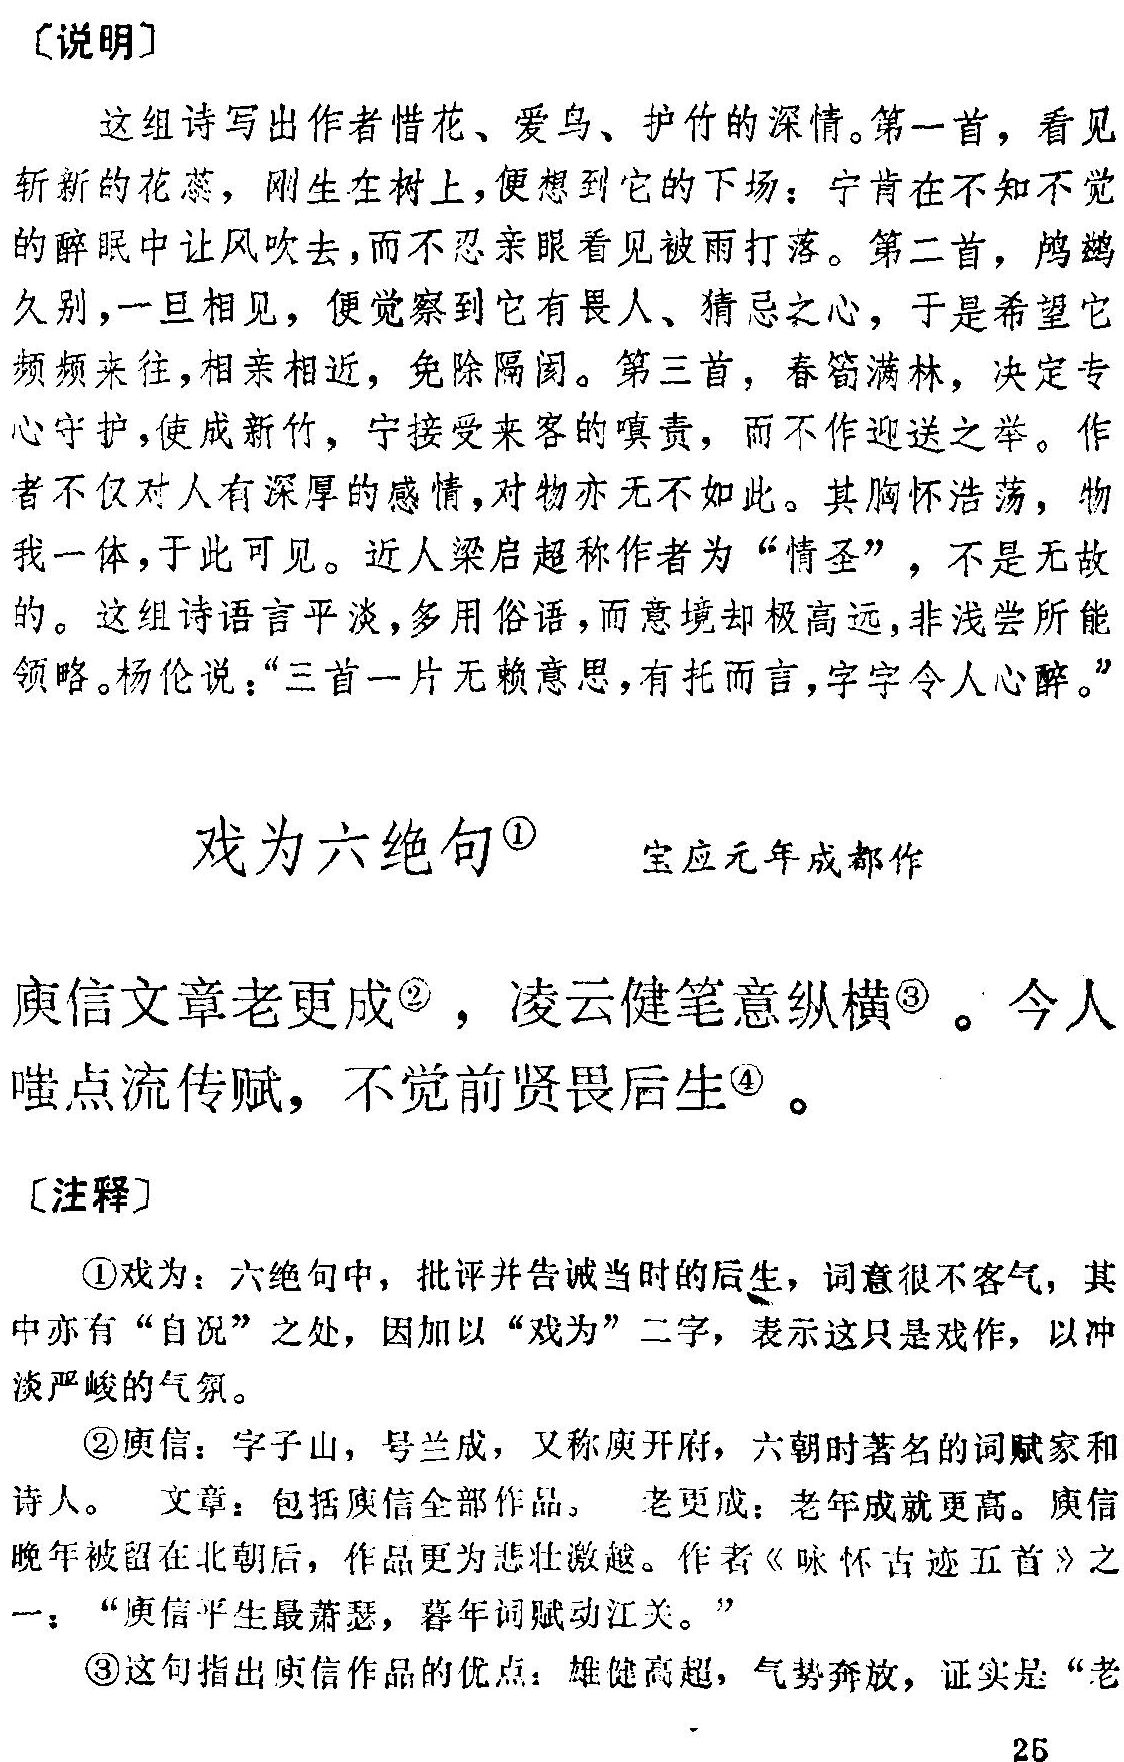 〔说明〕
这组诗写出作者惜花、爱鸟、护竹的深情。第一首，看见
斩新的花蕊，刚生在树上，便想到它的下场：宁肯在不知不觉
的醉眠中让风吹去，而不忍亲眼看见被雨打落。第二首，鸬鹚
久别，一旦相见，便觉察到它有畏人、猜忌之心，于是希望它
频频来往，相亲相近，免除隔阂。第三首，春笋满林，决定专
心守护，使成新竹，宁接受来客的嗔责，而不作迎送之举。作
者不仅对人有深厚的感情，对物亦无不如此。其胸怀浩荡，物
我一体，于此可见。近人梁启超称作者为“情圣”，不是无故
的。这组诗语言平淡，多用俗语，而意境却极高远，非浅尝所能
领略。杨伦说：“三首一片无赖意思，有托而言，字字令人心醉。”
戏为六绝句① 宝应元年成都作
庾信文章老更成②，凌云健笔意纵横③。今人
嗤点流传赋，不觉前贤畏后生④。
〔注释〕
①戏为：六绝句中，批评并告诫当时的后生，词意很不客气，其
中亦有“自况”之处，因加以“戏为”二字，表示这只是戏作，以冲
淡严峻的气氛。
②庾信：字子山，号兰成，又称庾开府，六朝时著名的词赋家和
诗人。 文章：包括庾信全部作品。 老更成：老年成就更高。庾信
晚年被留在北朝后，作品更为悲壮激越。作者《咏怀古迹五首》之
一：“庾信平生最萧瑟，暮年词赋动江关。”
③这句指出庾信作品的优点：雄健高超，气势奔放，证实是“老
25